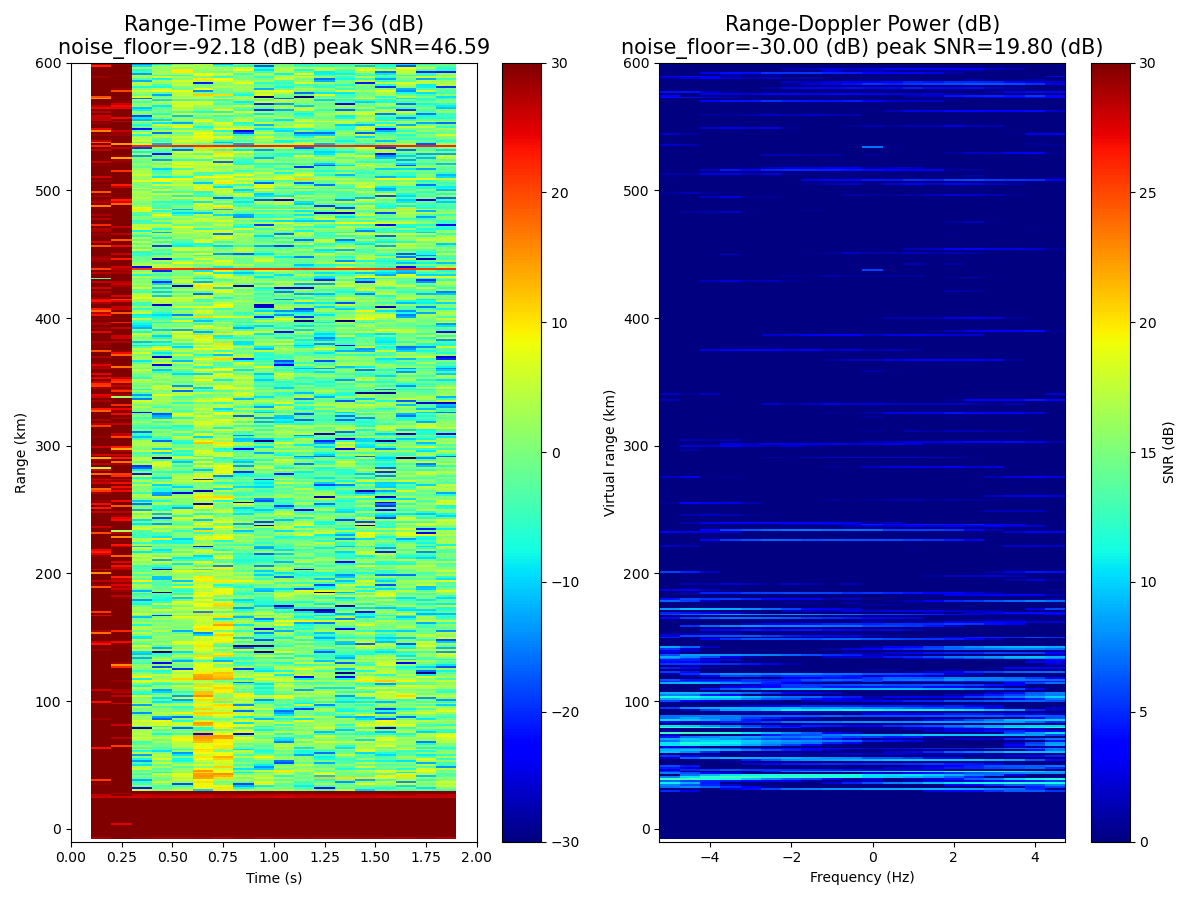 Range-Time Power f=36 (dB)
noise_floor=-92.18 (dB) peak SNR=46.59
Range (km)
600
500
400
300
200
100
0
0.00 0.25 0.50 0.75 1.00 1.25 1.50 1.75 2.00
Time (s)
30
20
10
0
−10
−20
−30
Range-Doppler Power (dB)
noise_floor=-30.00 (dB) peak SNR=19.80 (dB)
Virtual range (km)
600
500
400
300
200
100
0
−4 −2 0 2 4
Frequency (Hz)
30
25
20
15
10
5
0
SNR (dB)